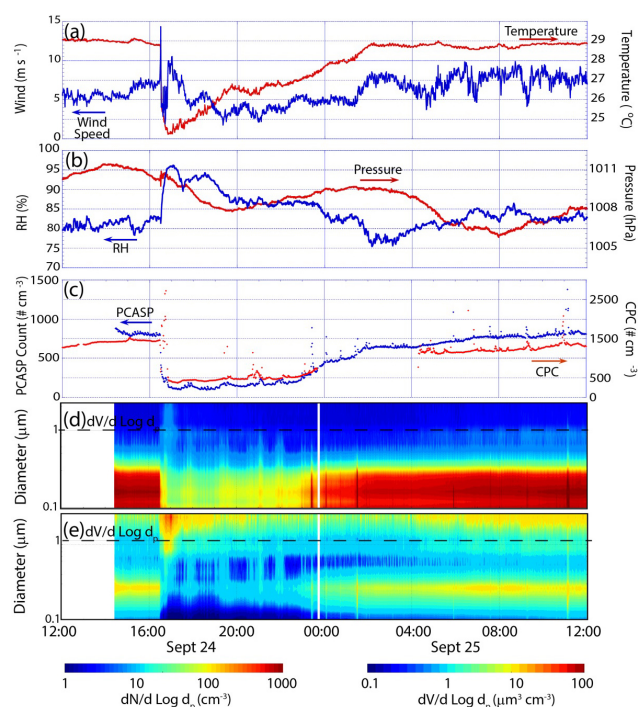 (a)
Temperature
Wind Speed
Wind (m s⁻¹)
15
10
5
0
29
28
27
26
25
Temperature ( °C)
(b)
Pressure
RH
RH (%)
100
95
90
85
80
75
70
1011
1008
1005
Pressure (hPa)
(c)
PCASP
CPC
PCASP Count (# cm⁻³)
1500
1000
500
0
2500
1500
500
0
CPC (# cm⁻³)
(d) dV/d Log d
Diameter (µm)
1
0.1
(e) dV/d Log dp
Diameter (µm)
1
0.1
12:00 16:00 20:00 00:00 04:00 08:00 12:00
Sept 24 Sept 25
1 10 100 1000
dN/d Log dp (cm⁻³)
0.1 1 10 100
dV/d Log dp (µm³ cm⁻³)